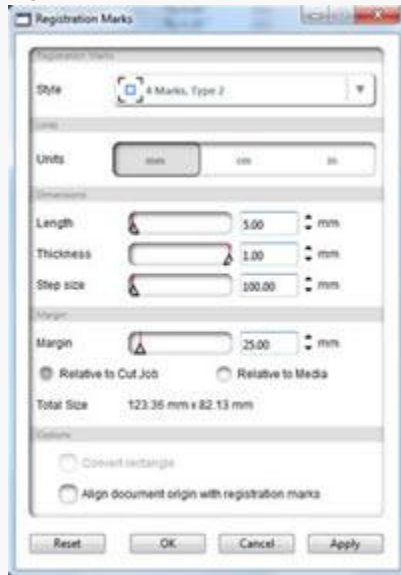 Registration Marks
Registration Marks
Style 4 Marks, Type 2
Units
Units mm cm in
Dimensions
Length 5.00 mm
Thickness 1.00 mm
Step size 100.00 mm
Margin
Margin 25.00 mm
Relative to Cut Job Relative to Media
Total Size 123.36 mm x 82.13 mm
Options
Convert rectangle
Align document origin with registration marks
Reset OK Cancel Apply